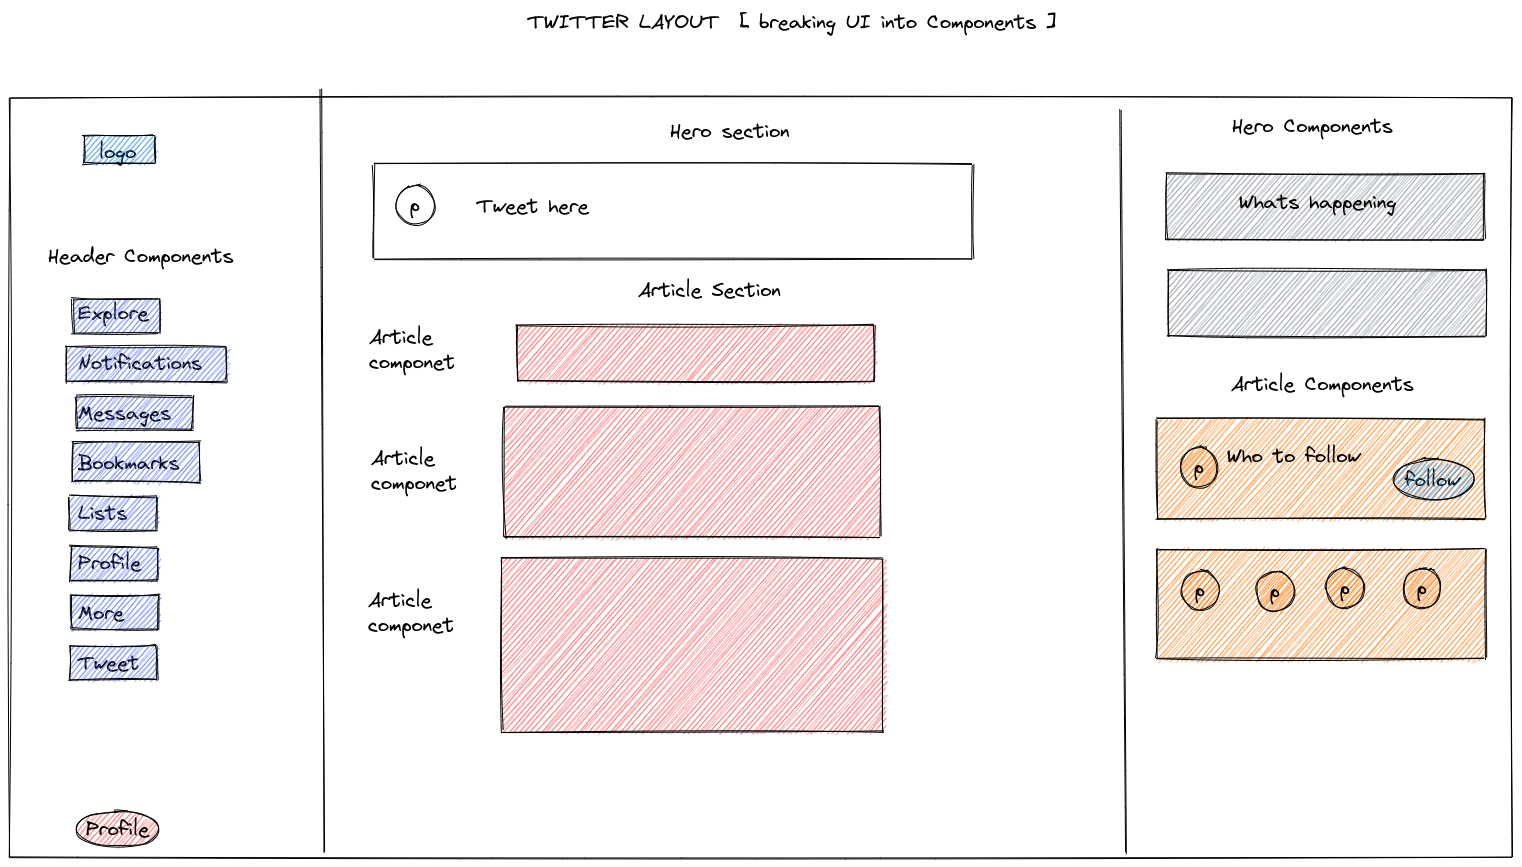 TWITTER LAYOUT [ breaking UI into Components ]
logo
Header Components
Explore
Notifications
Messages
Bookmarks
Lists
Profile
More
Tweet
Profile
Hero section
p
Tweet here
Article Section
Article
componet
Article
componet
Article
componet
Hero Components
Whats happening
Article Components
p
Who to follow
follow
p p p p